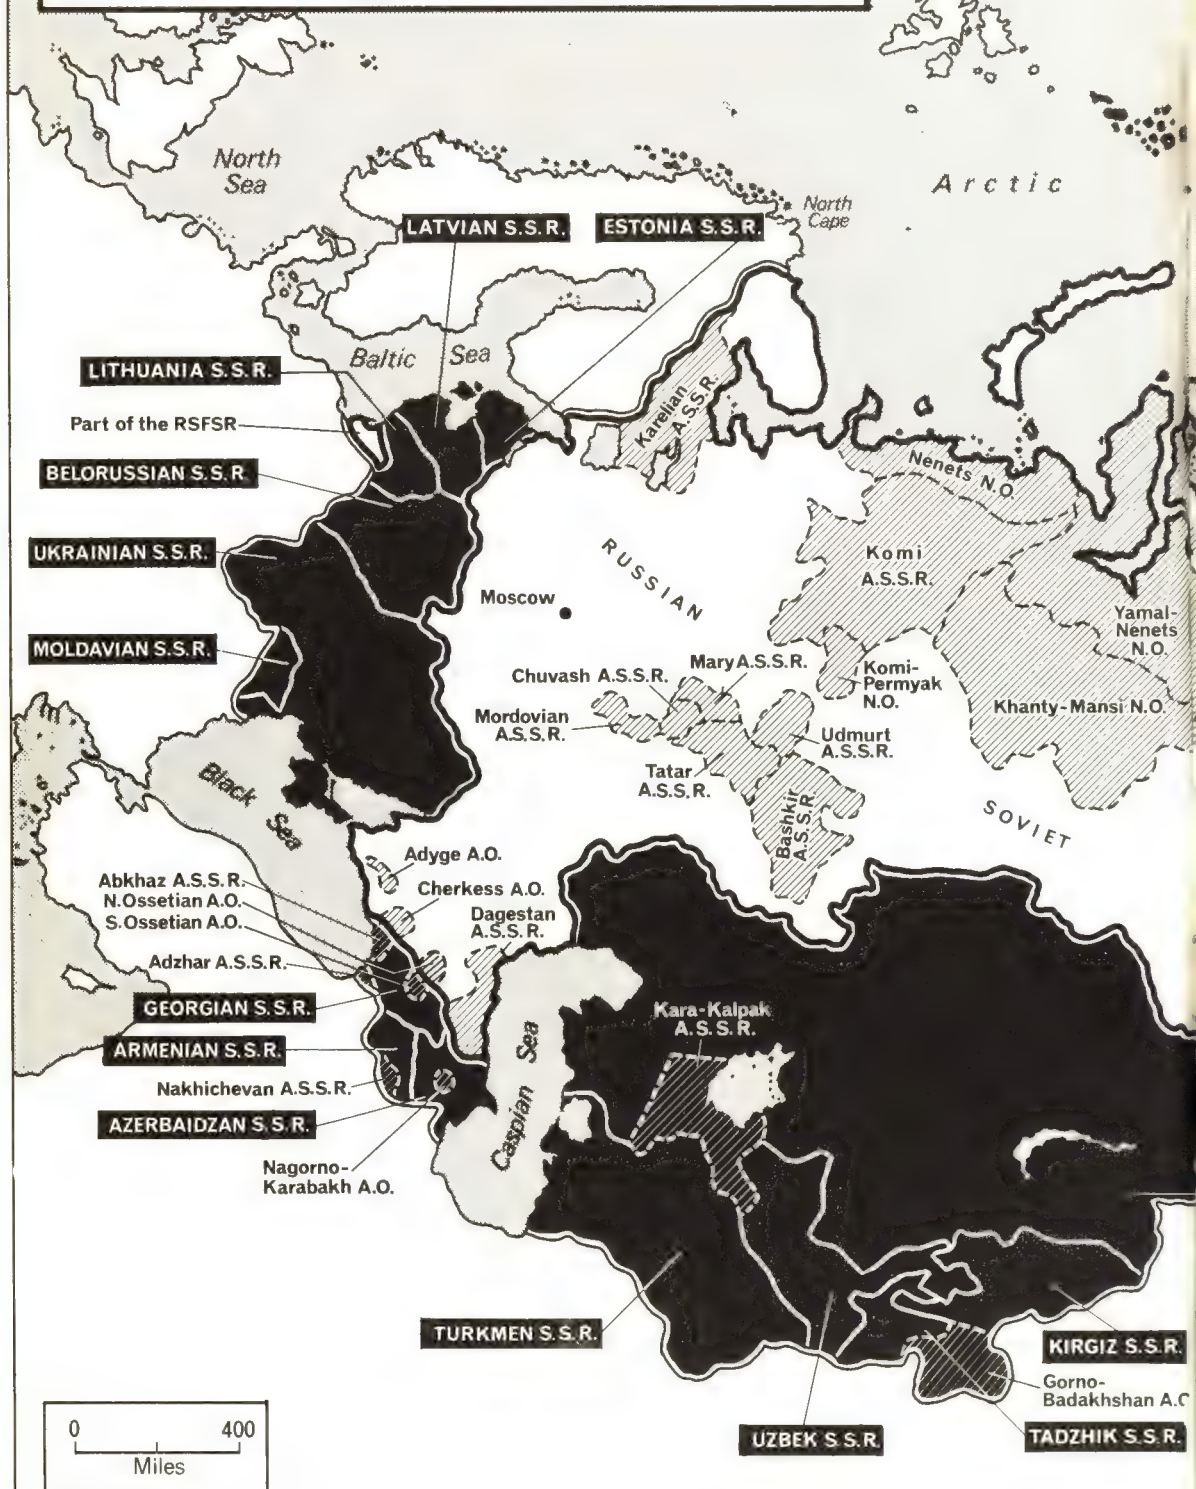 North
Sea
Arctic
North
Cape
LATVIAN S.S.R.
ESTONIA S.S.R.
Baltic Sea
LITHUANIA S.S.R.
Part of the RSFSR
Karelian
A.S.S.R.
BELORUSSIAN S.S.R.
Nenets N.O.
UKRAINIAN S.S.R.
RUSSIAN
Komi
A.S.S.R.
Moscow
Yamal-
Nenets
N.O.
MOLDAVIAN S.S.R.
Chuvash A.S.S.R.
Mary A.S.S.R.
Komi-
Permyak
N.O.
Khanty-Mansi N.O.
Mordovian
A.S.S.R.
Udmurt
A.S.S.R.
Tatar
A.S.S.R.
Bashkir
A.S.S.R.
Black
Sea
SOVIET
Adyge A.O.
Abkhaz A.S.S.R.
Cherkess A.O.
N.Ossetian A.O.
S.Ossetian A.O.
Dagestan
A.S.S.R.
Adzhar A.S.S.R.
GEORGIAN S.S.R.
Kara-Kalpak
A.S.S.R.
ARMENIAN S.S.R.
Caspian Sea
Nakhichevan A.S.S.R.
AZERBAIDZAN S.S.R.
Nagorno-
Karabakh A.O.
TURKMEN S.S.R.
KIRGIZ S.S.R.
Gorno-
Badakhshan A.O
UZBEK S.S.R.
TADZHIK S.S.R.
0 400
Miles